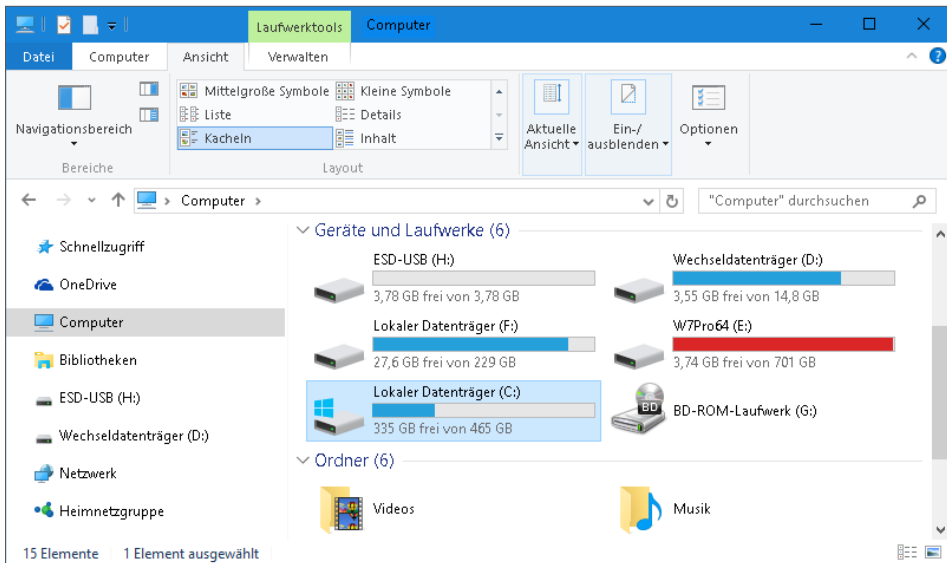 Laufwerktools
Computer
Datei
Computer
Ansicht
Verwalten
?
Navigationsbereich
Bereiche
Mittelgroße Symbole
Kleine Symbole
Liste
Details
Kacheln
Inhalt
Layout
Aktuelle
Ansicht
Ein-/
ausblenden
Optionen
Computer
"Computer" durchsuchen
Schnellzugriff
OneDrive
Computer
Bibliotheken
ESD-USB (H:)
Wechseldatenträger (D:)
Netzwerk
Heimnetzgruppe
Geräte und Laufwerke (6)
ESD-USB (H:)
3,78 GB frei von 3,78 GB
Wechseldatenträger (D:)
3,55 GB frei von 14,8 GB
Lokaler Datenträger (F:)
27,6 GB frei von 229 GB
W7Pro64 (E:)
3,74 GB frei von 701 GB
Lokaler Datenträger (C:)
335 GB frei von 465 GB
BD
BD-ROM-Laufwerk (G:)
Ordner (6)
Videos
Musik
15 Elemente
1 Element ausgewählt